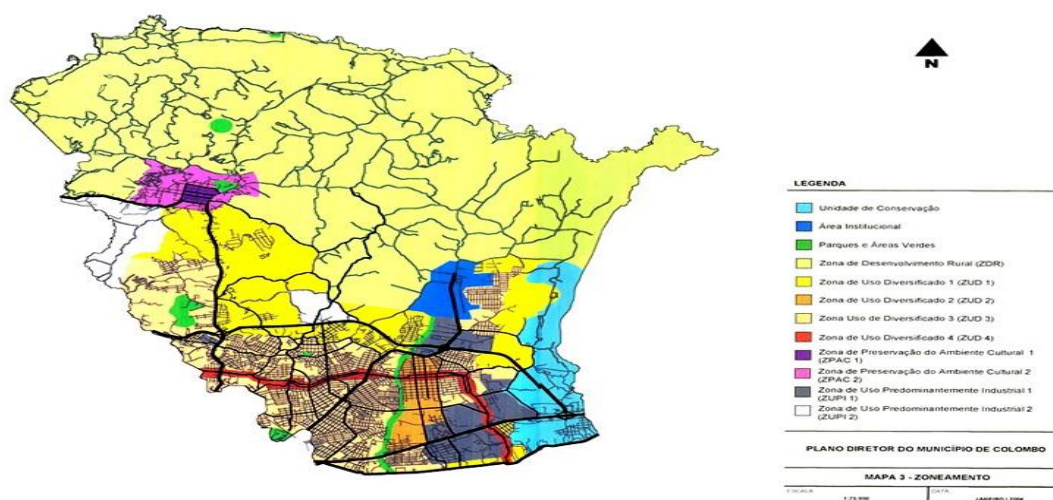 N
LEGENDA
Unidade de Conservação
Área Institucional
Parques e Áreas Verdes
Zona de Desenvolvimento Rural (ZDR)
Zona de Uso Diversificado 1 (ZUD 1)
Zona de Uso Diversificado 2 (ZUD 2)
Zona Uso de Diversificado 3 (ZUD 3)
Zona de Uso Diversificado 4 (ZUD 4)
Zona de Preservação do Ambiente Cultural 1
(ZPAC 1)
Zona de Preservação do Ambiente Cultural 2
(ZPAC 2)
Zona de Uso Predominantemente Industrial 1
(ZUPI 1)
Zona de Uso Predominantemente Industrial 2
(ZUPI 2)
PLANO DIRETOR DO MUNICÍPIO DE COLOMBO
MAPA 3 - ZONEAMENTO
ESCALA
DATA